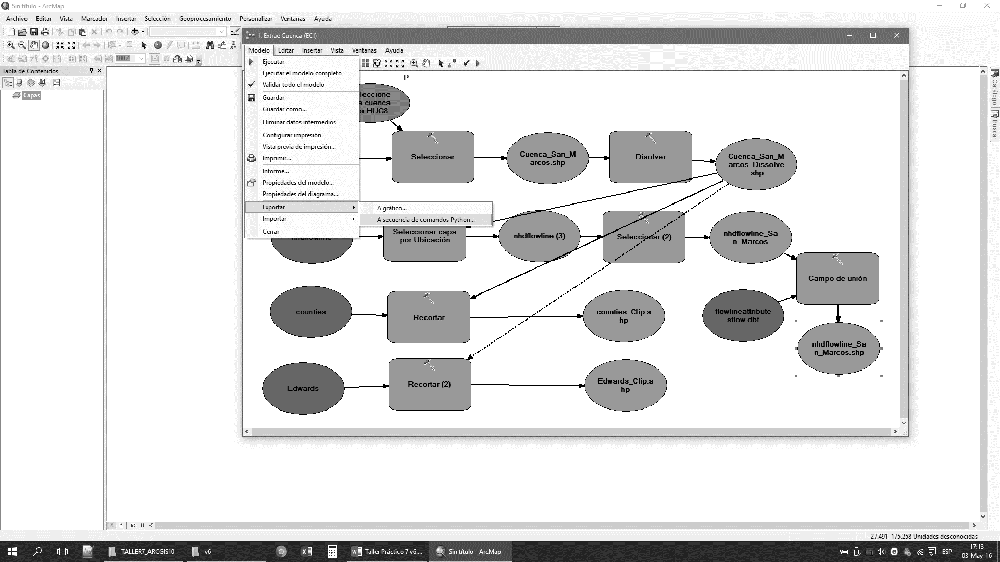 Sin título - ArcMap
Archivo Editar Vista Marcador Insertar Selección Geoprocesamiento Personalizar Ventanas Ayuda
100%
Tabla de Contenidos
Capas
1. Extrae Cuenca (ECI)
Modelo Editar Insertar Vista Ventanas Ayuda
Ejecutar
Ejecutar el modelo completo
Validar todo el modelo
Guardar
Guardar como...
Eliminar datos intermedios
Configurar impresión
Vista previa de impresión...
Imprimir...
Informe...
Propiedades del modelo...
Propiedades del diagrama...
Exportar
Importar
Cerrar
A gráfico...
A secuencia de comandos Python...
P
leccione
a cuenca
or HUG8
Seleccionar
Cuenca_San_M
arcos.shp
Disolver
Cuenca_San_M
arcos_Dissolve
.shp
nhdflowline
Seleccionar capa
por Ubicación
nhdflowline (3)
Seleccionar (2)
nhdflowline_Sa
n_Marcos
Campo de unión
counties
Recortar
counties_Clip.s
hp
flowlineattribute
sflow.dbf
nhdflowline_Sa
n_Marcos.shp
Edwards
Recortar (2)
Edwards_Clip.s
hp
Catálogo
Buscar
-27.491 175.258 Unidades desconocidas
TALLER7_ARCGIS10
v6
Taller Práctico 7 v6....
Sin título - ArcMap
ESP
17:13
03-May-16